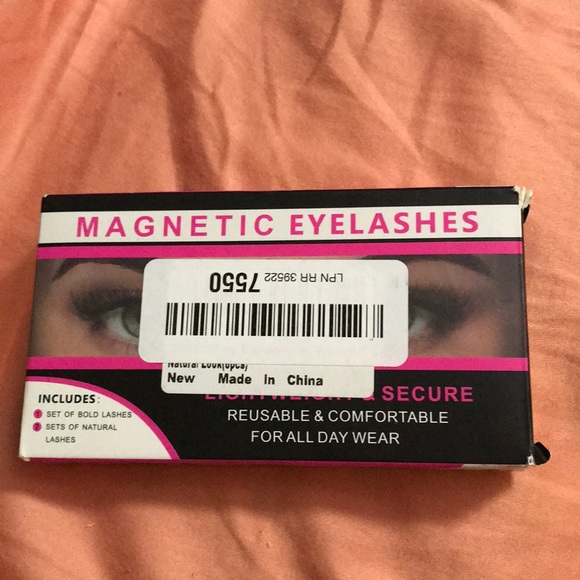 MAGNETIC EYELASHES
LPN RR 39522 7550
Natural Look(6pcs)
New Made In China
LIGHTWEIGHT & SECURE
REUSABLE & COMFORTABLE
FOR ALL DAY WEAR
INCLUDES:
1 SET OF BOLD LASHES
2 SETS OF NATURAL
LASHES